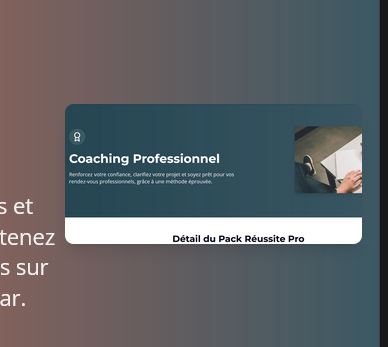 Coaching Professionnel
Renforcez votre confiance, clarifiez votre projet et soyez prêt pour vos
rendez-vous professionnels, grâce à une méthode éprouvée.
Détail du Pack Réussite Pro
s et
tenez
s sur
ar.